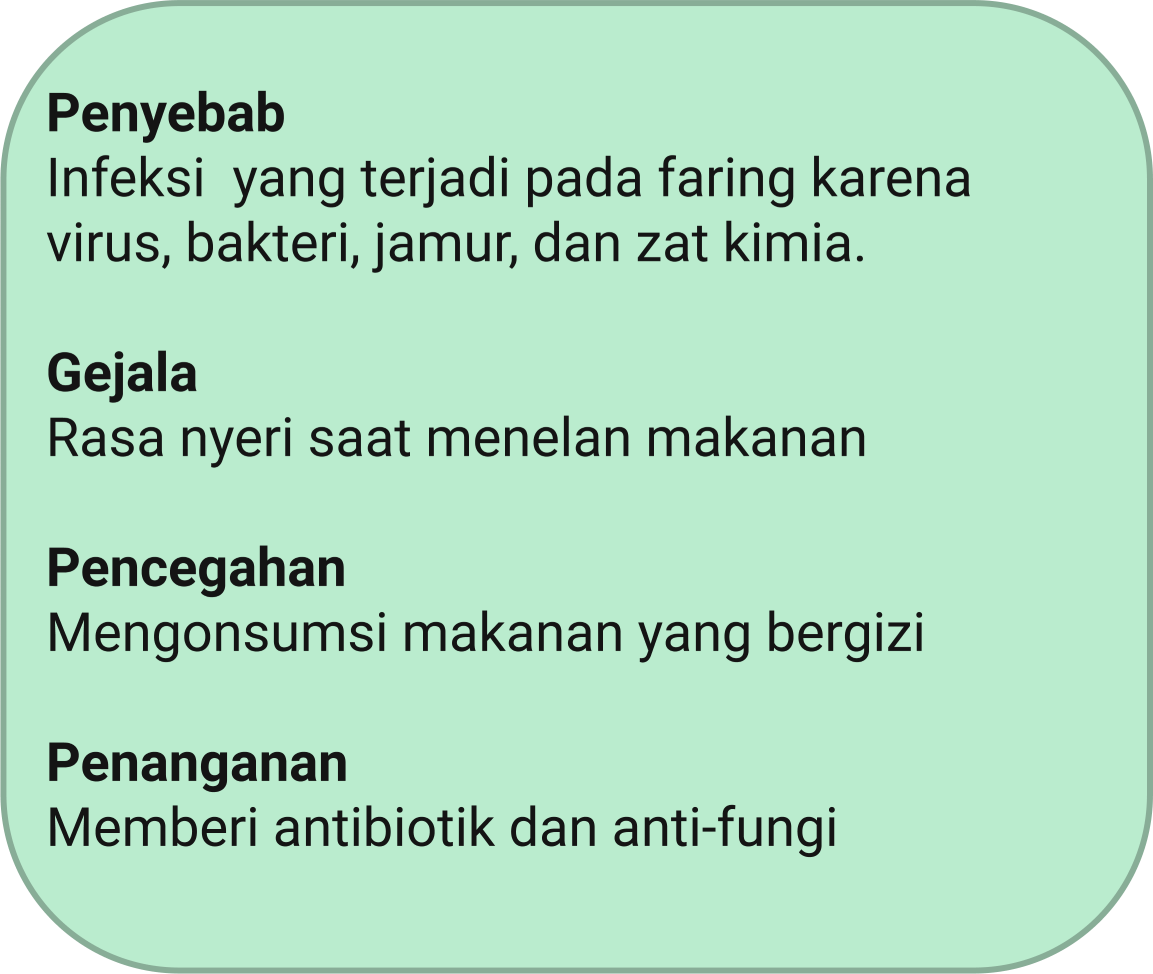 Penyebab
Infeksi  yang terjadi pada faring karena
virus, bakteri, jamur, dan zat kimia.
Gejala
Rasa nyeri saat menelan makanan
Pencegahan
Mengonsumsi makanan yang bergizi
Penanganan
Memberi antibiotik dan anti-fungi